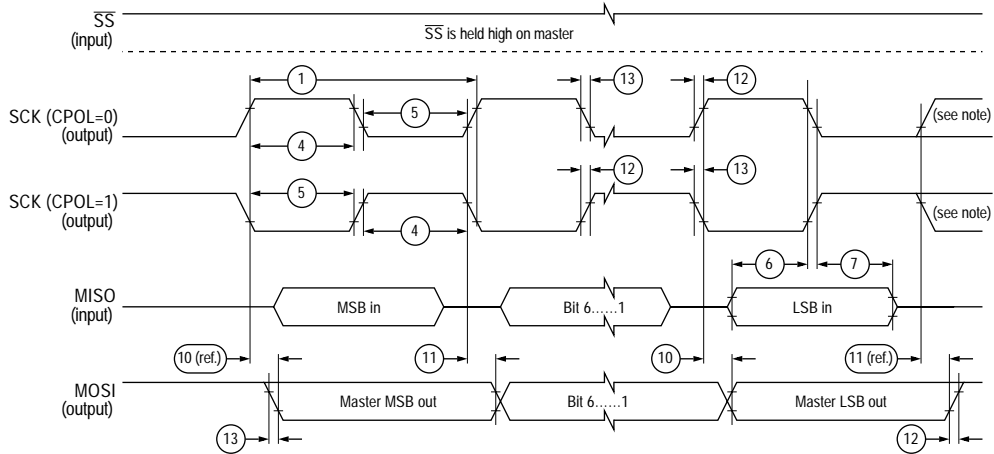 SS
(input)
SS is held high on master
1
13
12
SCK (CPOL=0)
(output)
5
(see note)
4
12
13
SCK (CPOL=1)
(output)
5
(see note)
4
6
7
MISO
(input)
MSB in
Bit 6......1
LSB in
10 (ref.)
11
10
11 (ref.)
MOSI
(output)
Master MSB out
Bit 6......1
Master LSB out
13
12